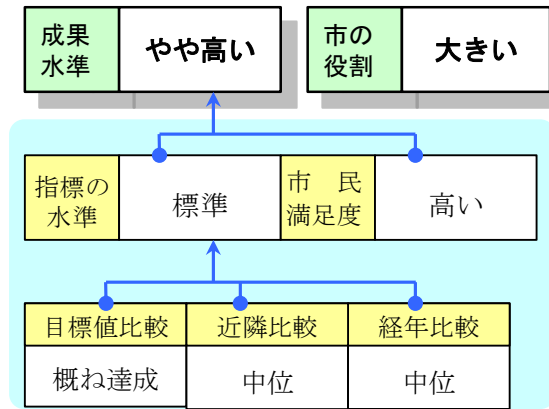 成果
水準
やや高い
市の
役割
大きい
指標の
水準
標準
市 民
満足度
高い
目標値比較
近隣比較
経年比較
概ね達成
中位
中位